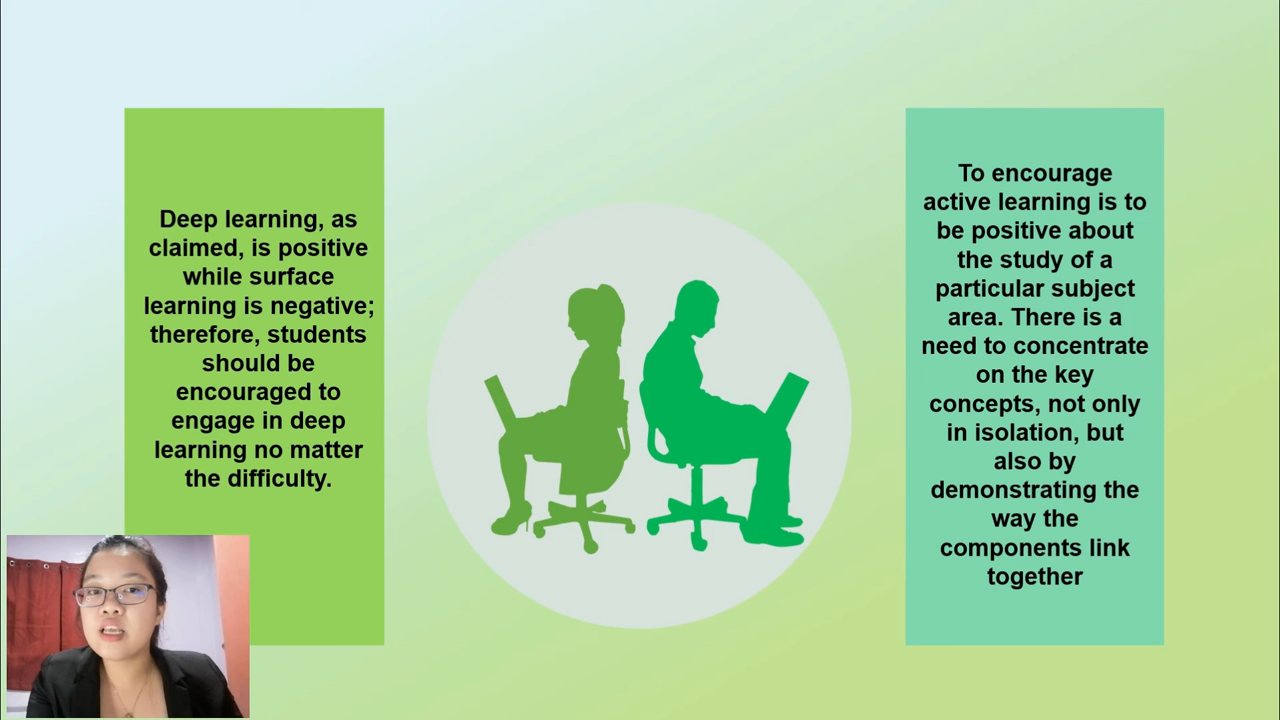 Deep learning, as
claimed, is positive
while surface
learning is negative;
therefore, students
should be
encouraged to
engage in deep
learning no matter
the difficulty.
To encourage
active learning is to
be positive about
the study of a
particular subject
area. There is a
need to concentrate
on the key
concepts, not only
in isolation, but
also by
demonstrating the
way the
components link
together